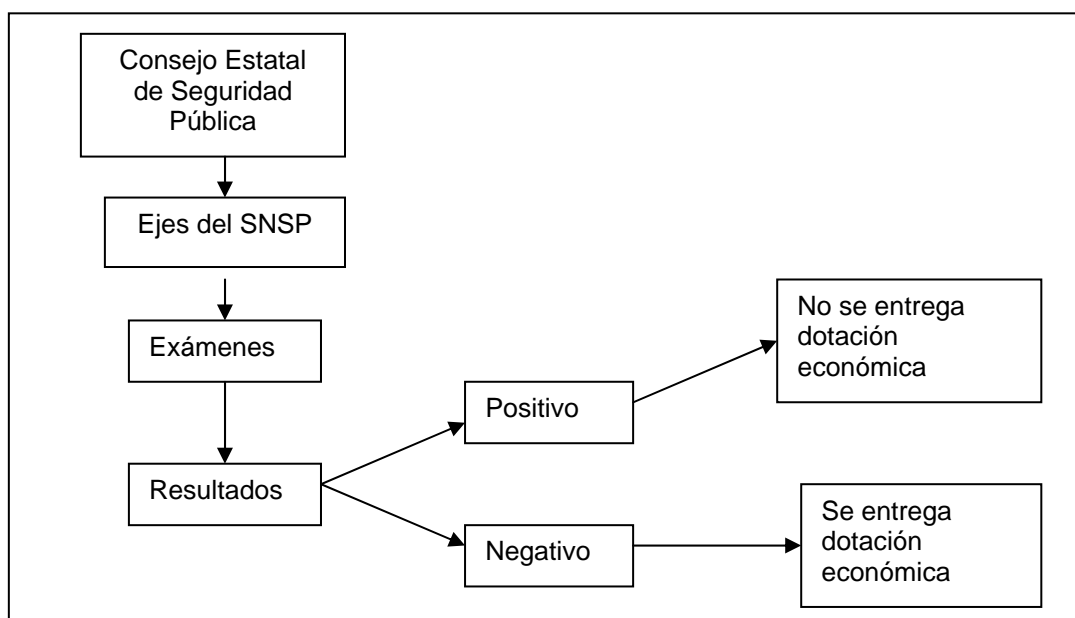 Consejo Estatal
de Seguridad
Pública
Ejes del SNSP
Exámenes
Resultados
Positivo
Negativo
No se entrega
dotación
económica
Se entrega
dotación
económica